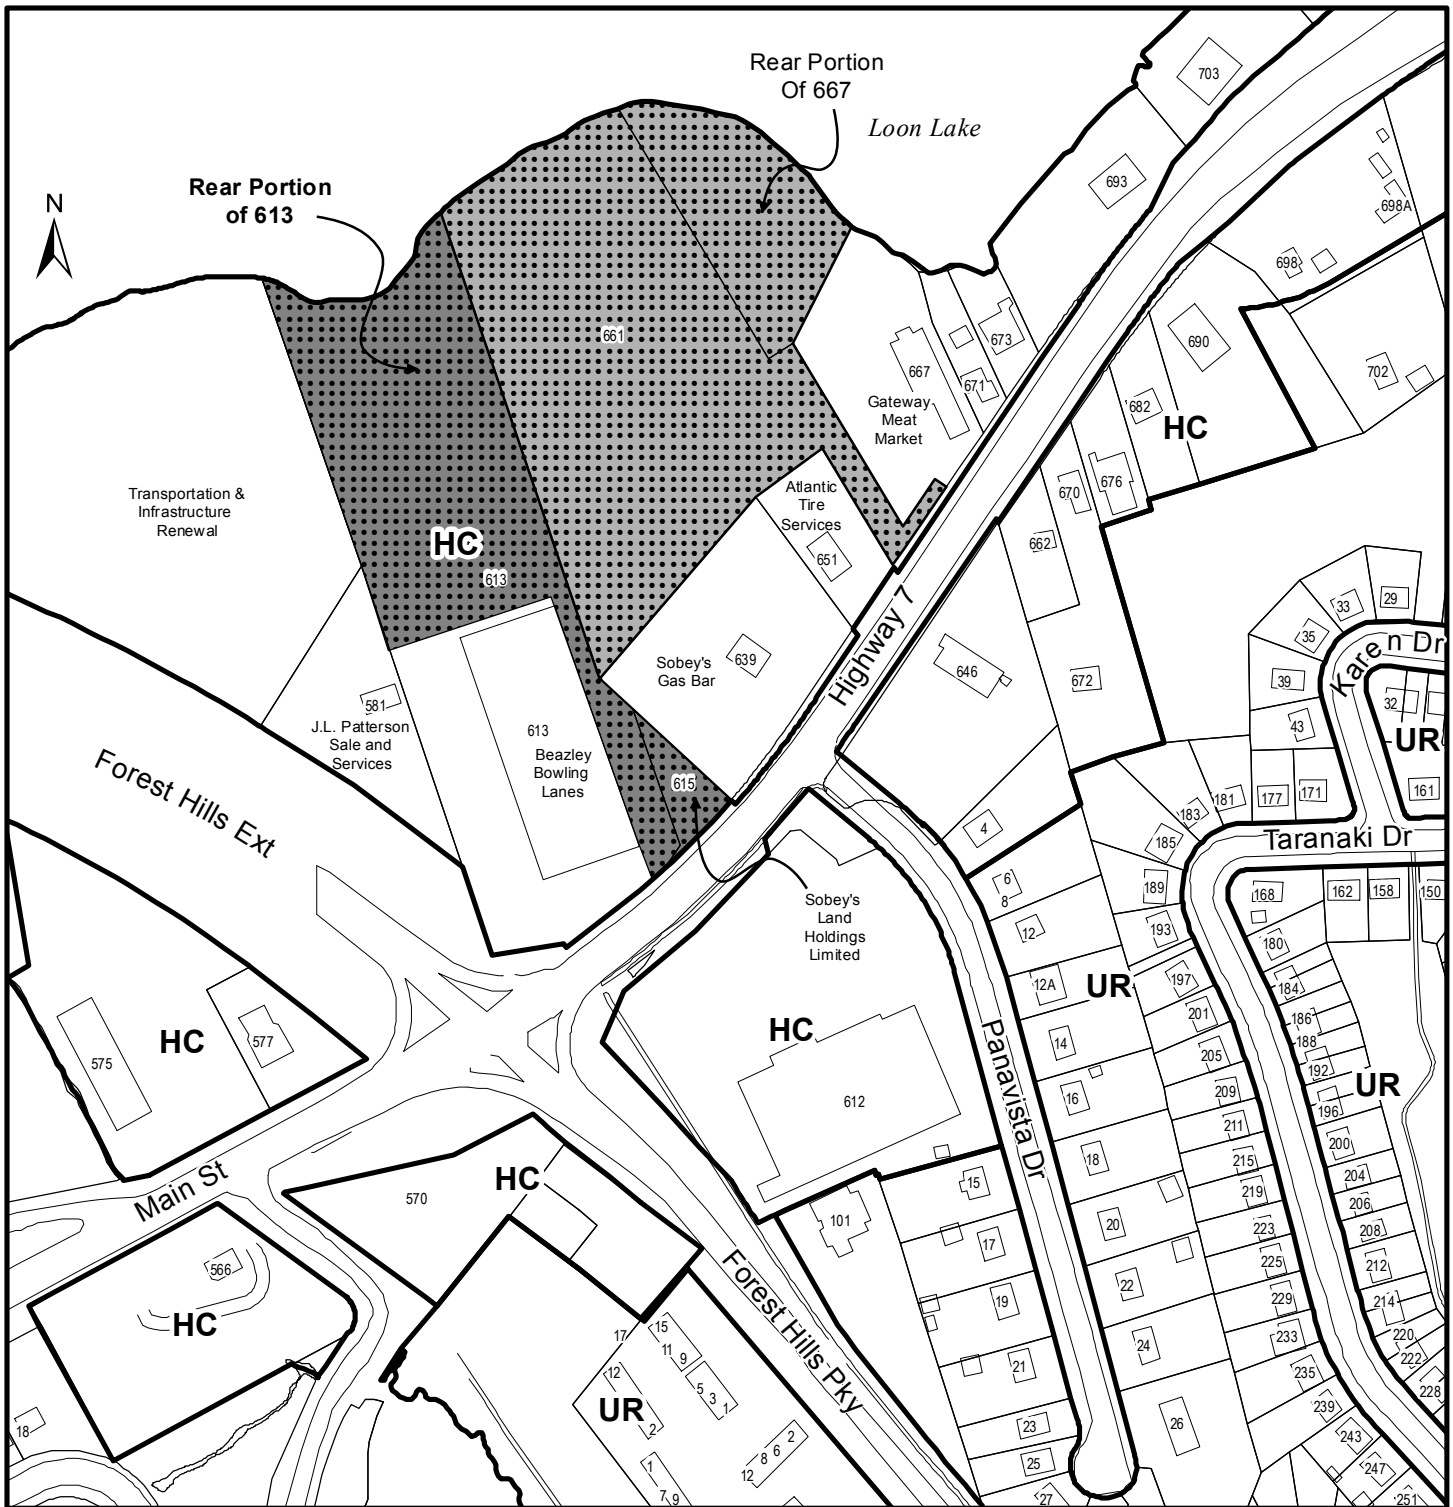 Rear Portion
Of 667
Loon Lake
703
693
698A
698
Rear Portion
of 613
N
661
690
702
673
667
671
682
HC
Gateway
Meat
Market
Transportation &
Infrastructure
Renewal
Atlantic
Tire
Services
651
670
676
662
HC
613
29
33
35
Karen Dr
39
32
43
UR
Highway 7
646
672
Sobey's
Gas Bar
639
581
J.L. Patterson
Sale and
Services
613
Beazley
Bowling
Lanes
615
161
171
177
181
183
185
Taranaki Dr
Forest Hills Ext
4
6
8
189
168
162
158
150
Sobey's
Land
Holdings
Limited
12
193
180
12A
UR
197
184
201
186
188
HC
575
577
HC
14
205
192
UR
Panavista Dr
612
16
209
196
211
200
18
215
204
Main St
570
HC
15
219
206
101
20
223
208
17
225
212
566
HC
22
229
214
19
Forest Hills Pky
17
15
11
9
24
233
220
222
21
235
228
12
5
3
1
2
UR
239
18
23
26
243
2
6
8
12
1
25
247
7
9
27
251